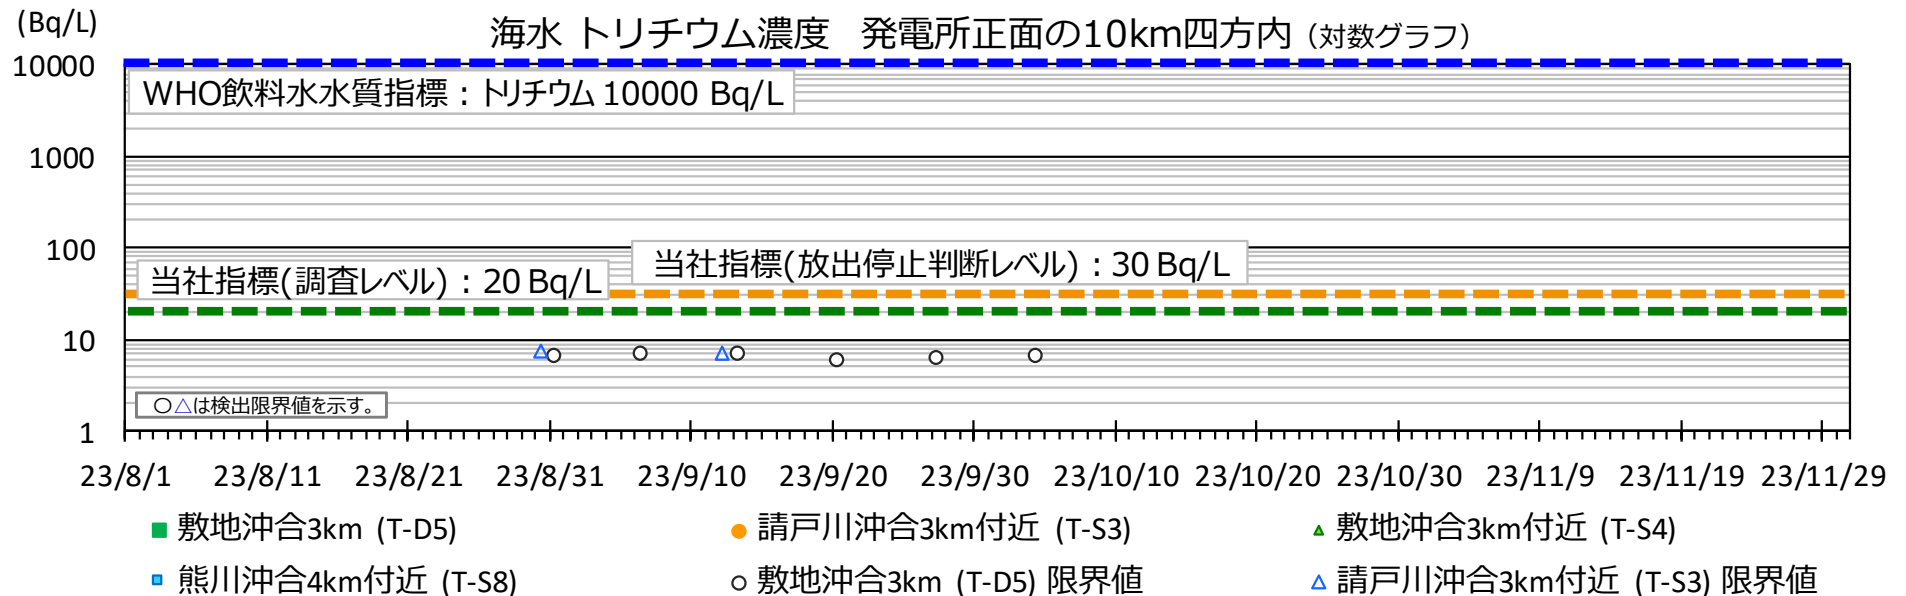 (Bq/L)
海水 トリチウム濃度　発電所正面の10km四方内（対数グラフ）
10000
WHO飲料水水質指標：トリチウム 10000 Bq/L
1000
100
当社指標(放出停止判断レベル)：30 Bq/L
当社指標(調査レベル)：20 Bq/L
10
○△は検出限界値を示す。
1
23/8/1 23/8/11 23/8/21 23/8/31 23/9/10 23/9/20 23/9/30 23/10/10 23/10/20 23/10/30 23/11/9 23/11/19 23/11/29
敷地沖合3km (T-D5) 請戸川沖合3km付近 (T-S3) 敷地沖合3km付近 (T-S4)
熊川沖合4km付近 (T-S8) 敷地沖合3km (T-D5) 限界値 請戸川沖合3km付近 (T-S3) 限界値